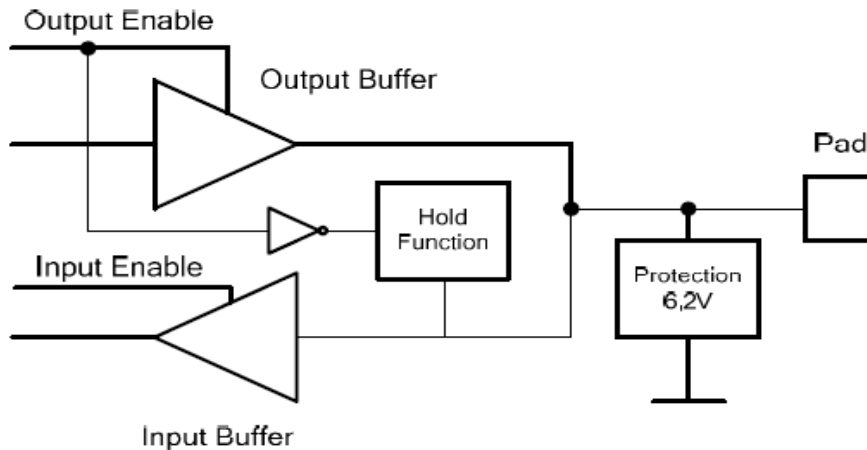 Output Enable
Output Buffer
Pad
Hold
Function
Input Enable
Protection
6,2V
Input Buffer